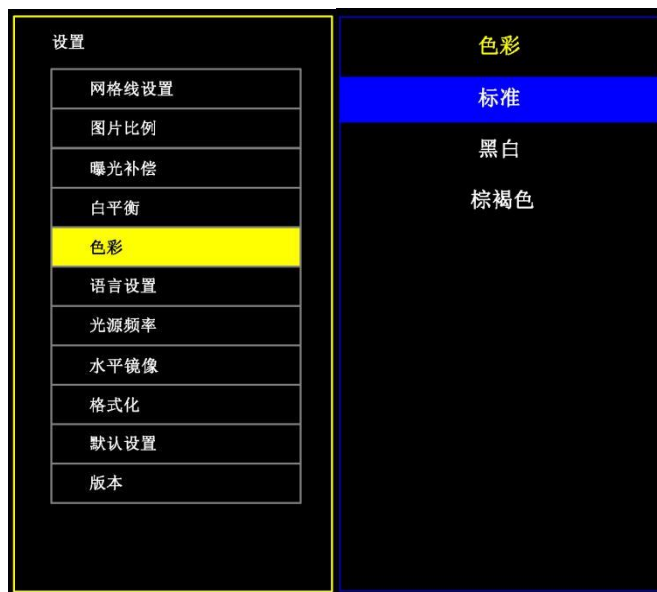 设置
网格线设置
图片比例
曝光补偿
白平衡
色彩
语言设置
光源频率
水平镜像
格式化
默认设置
版本
色彩
标准
黑白
棕褐色